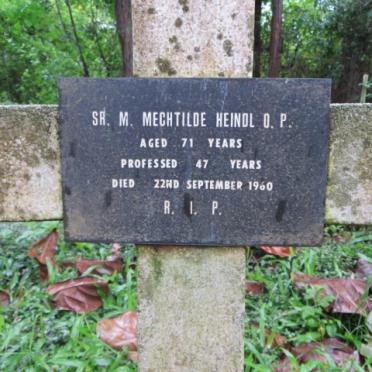 SR. M. MECHTILDE HEINDL O. P.
AGED 71 YEARS
PROFESSED 47 YEARS
DIED 22ND SEPTEMBER 1960
R. I. P.